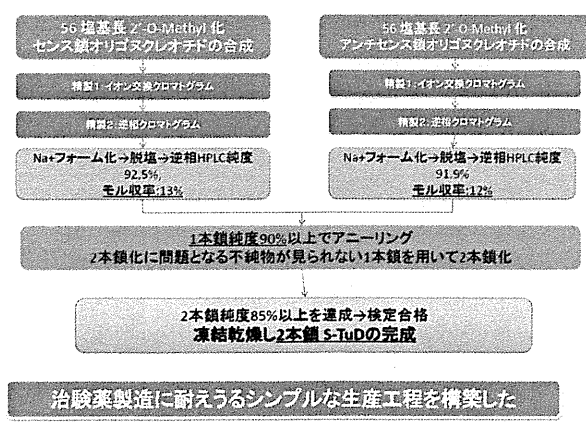 56 塩基長 2’-O-Methyl 化
センス鎖オリゴヌクレオチドの合成
精製1:イオン交換クロマトグラム
精製2:逆相クロマトグラム
Na+フォーム化→脱塩→逆相HPLC純度
92.5%,
モル収率:13%
56 塩基長 2’-O-Methyl 化
アンチセンス鎖オリゴヌクレオチドの合成
精製1:イオン交換クロマトグラム
精製2:逆相クロマトグラム
Na+フォーム化→脱塩→逆相HPLC純度
91.9%
モル収率:12%
1本鎖純度90%以上でアニーリング
2本鎖化に問題となる不純物が見られない1本鎖を用いて2本鎖化
2本鎖純度85%以上を達成→検定合格
凍結乾燥し2本鎖 S-TuDの完成
治験薬製造に耐えうるシンプルな生産工程を構築した